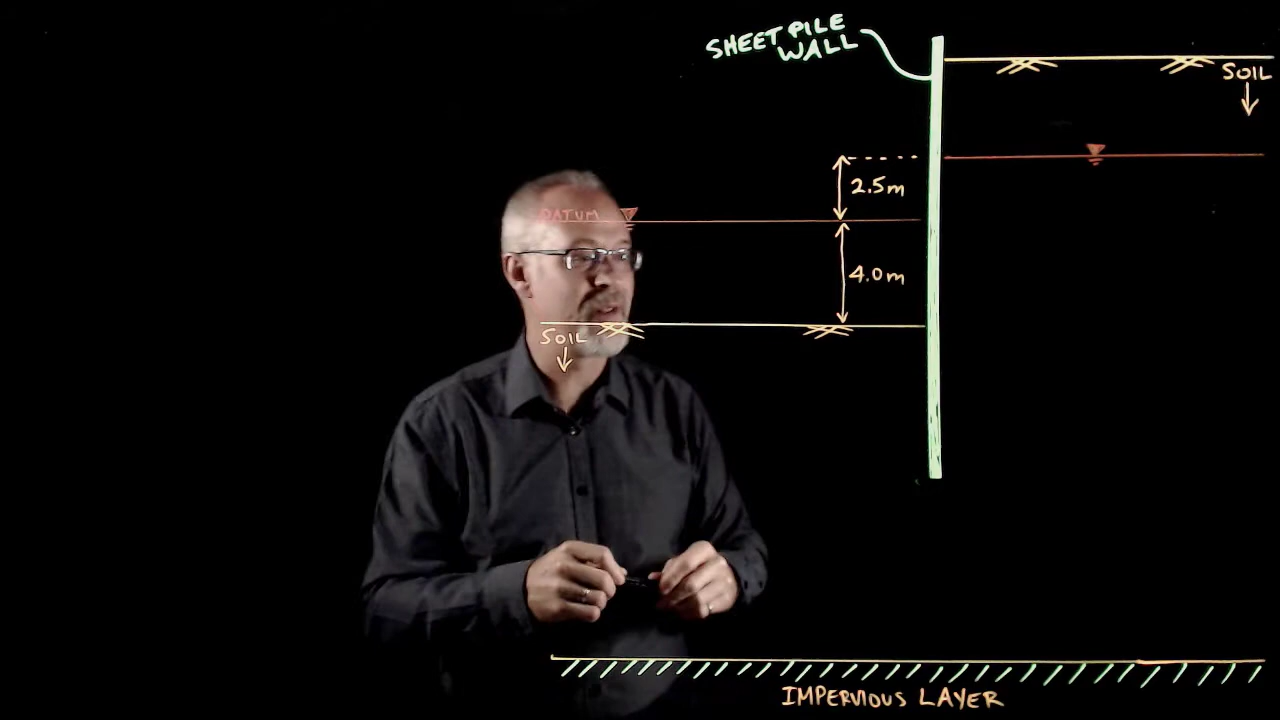 SHEET PILE
WALL
SOIL
2.5m
DATUM
4.0m
SOIL
IMPERVIOUS LAYER